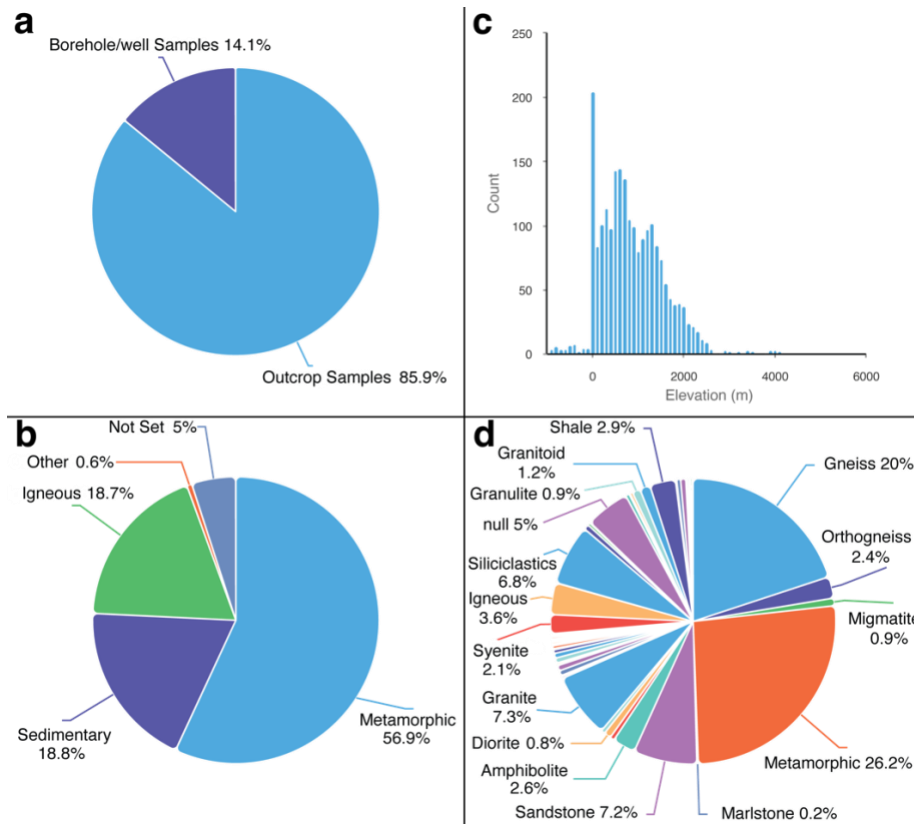 a
Borehole/well Samples 14.1%
Outcrop Samples 85.9%
c
250
200
150
100
50
0
Count
0
2000
4000
6000
Elevation (m)
b
Not Set 5%
Other 0.6%
Igneous 18.7%
Sedimentary
18.8%
Metamorphic
56.9%
d
Shale 2.9%
Granitoid
1.2%
Granulite 0.9%
null 5%
Siliciclastics
6.8%
Igneous
3.6%
Syenite
2.1%
Granite
7.3%
Diorite 0.8%
Amphibolite
2.6%
Sandstone 7.2%
Marlstone 0.2%
Metamorphic 26.2%
Migmatite
0.9%
Orthogneiss
2.4%
Gneiss 20%